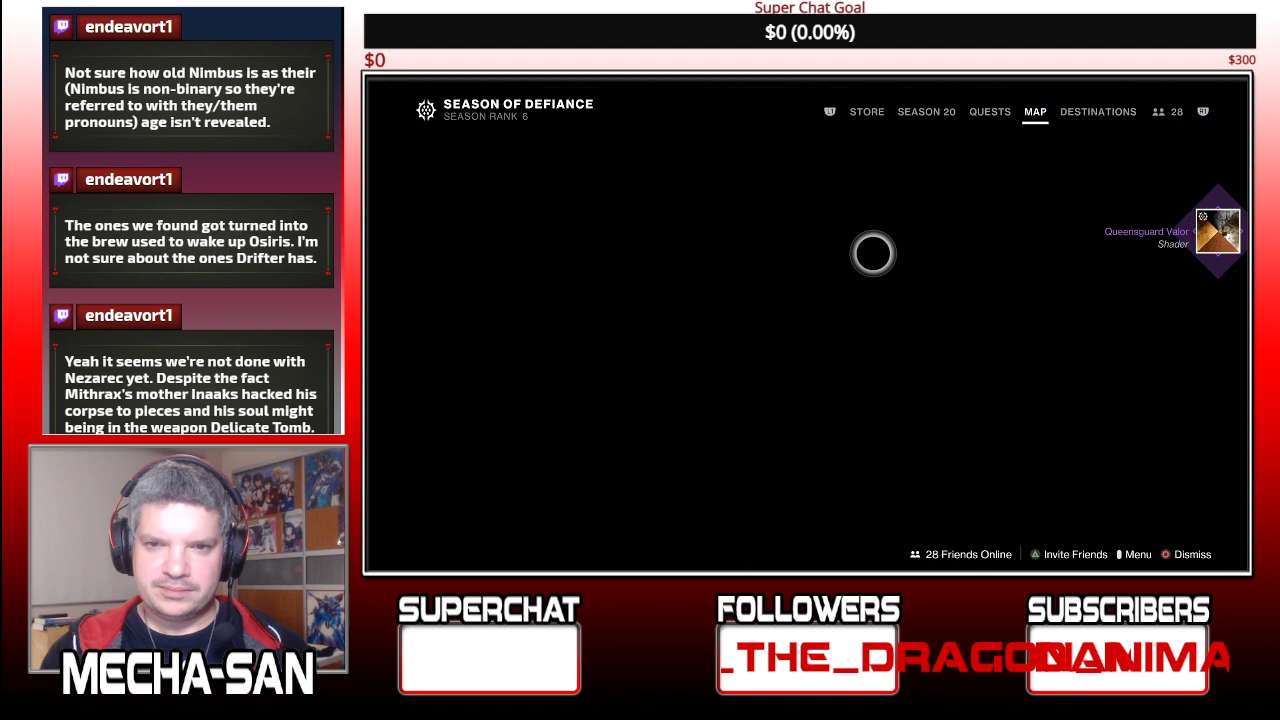 Super Chat Goal
$0 (0.00%)
$0
$300
endeavort1
Not sure how old Nimbus is as their
(Nimbus is non-binary so they're
referred to with they/them
pronouns) age isn't revealed.
endeavort1
The ones we found got turned into
the brew used to wake up Osiris. I'm
not sure about the ones Drifter has.
endeavort1
Yeah it seems we're not done with
Nezarec yet. Despite the fact
Mithrax's mother Inaaks hacked his
corpse to pieces and his soul might
being in the weapon Delicate Tomb.
SEASON OF DEFIANCE
SEASON RANK 6
L1 STORE SEASON 20 QUESTS MAP DESTINATIONS 28 R1
Queensguard Valor
Shader
28 Friends Online Invite Friends Menu Dismiss
MECHA-SAN
SUPERCHAT
FOLLOWERS
SUBSCRIBERS